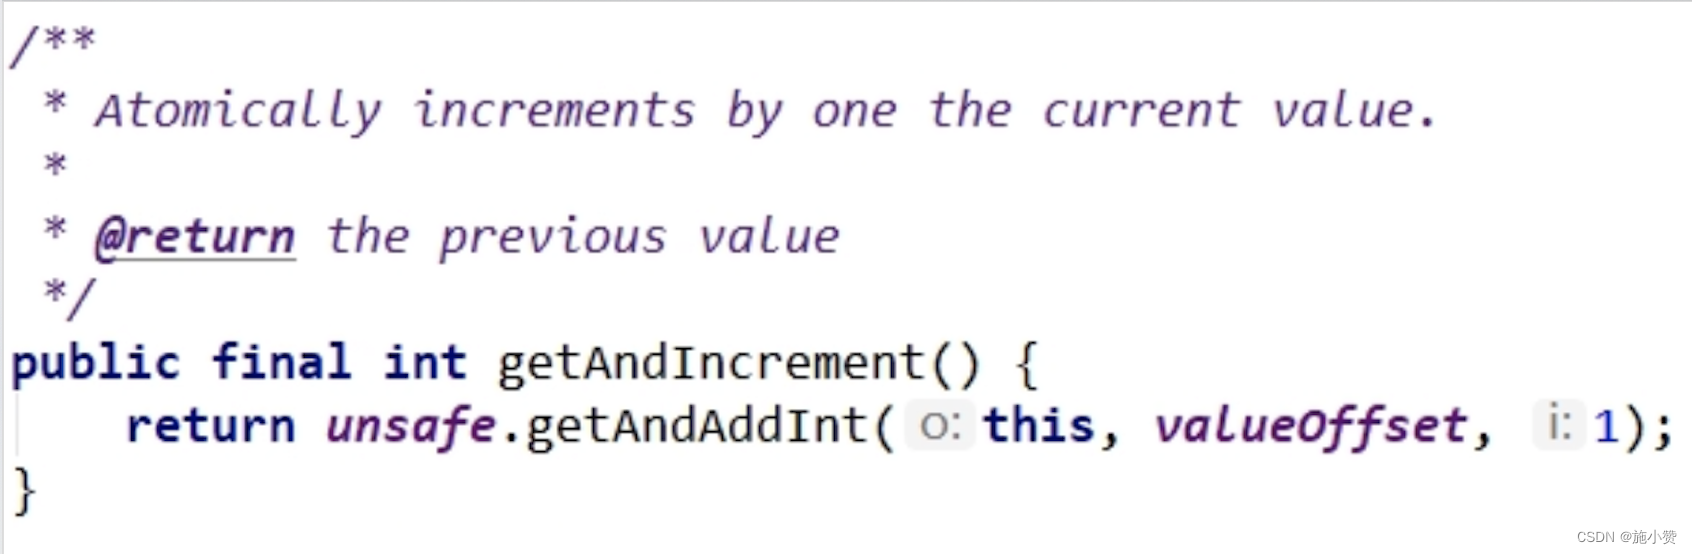 /**
 * Atomically increments by one the current value.
 *
 * @return the previous value
 */
public final int getAndIncrement() {
    return unsafe.getAndAddInt( o: this, valueOffset, i: 1);
}
CSDN @施小赞